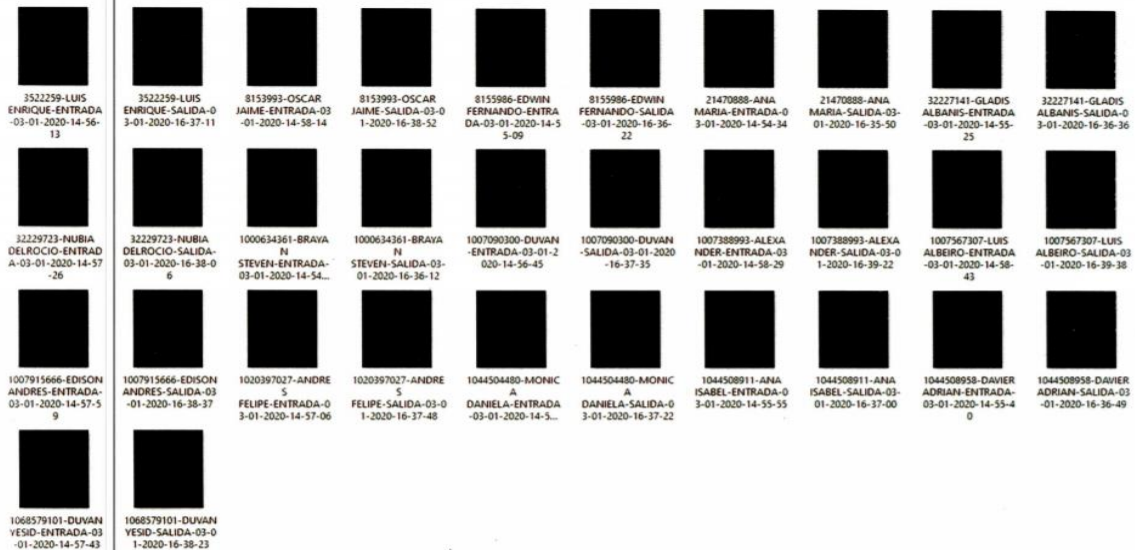 3522259-LUIS
ENRIQUE-ENTRADA
-03-01-2020-14-56-
13
3522259-LUIS
ENRIQUE-SALIDA-0
3-01-2020-16-37-11
8153993-OSCAR
JAIME-ENTRADA-03
-01-2020-14-58-14
8153993-OSCAR
JAIME-SALIDA-03-0
1-2020-16-38-52
8155986-EDWIN
FERNANDO-ENTRA
DA-03-01-2020-14-5
5-09
8155986-EDWIN
FERNANDO-SALIDA
-03-01-2020-16-36-
22
21470888-ANA
MARIA-ENTRADA-0
3-01-2020-14-54-34
21470888-ANA
MARIA-SALIDA-03-
01-2020-16-35-50
32227141-GLADIS
ALBANIS-ENTRADA
-03-01-2020-14-55-
25
32227141-GLADIS
ALBANIS-SALIDA-0
3-01-2020-16-36-36
32229723-NUBIA
DELROCIO-ENTRAD
A-03-01-2020-14-57
-26
32229723-NUBIA
DELROCIO-SALIDA-
03-01-2020-16-38-0
6
1000634361-BRAYA
N
STEVEN-ENTRADA-
03-01-2020-14-54...
1000634361-BRAYA
N
STEVEN-SALIDA-03-
01-2020-16-36-12
1007090300-DUVAN
-ENTRADA-03-01-2
020-14-56-45
1007090300-DUVAN
-SALIDA-03-01-2020
-16-37-35
1007388993-ALEXA
NDER-ENTRADA-03
-01-2020-14-58-29
1007388993-ALEXA
NDER-SALIDA-03-0
1-2020-16-39-22
1007567307-LUIS
ALBEIRO-ENTRADA
-03-01-2020-14-58-
43
1007567307-LUIS
ALBEIRO-SALIDA-03
-01-2020-16-39-38
1007915666-EDISON
ANDRES-ENTRADA-
03-01-2020-14-57-5
9
1007915666-EDISON
ANDRES-SALIDA-03
-01-2020-16-38-37
1020397027-ANDRE
S
FELIPE-ENTRADA-0
3-01-2020-14-57-06
1020397027-ANDRE
S
FELIPE-SALIDA-03-0
1-2020-16-37-48
1044504480-MONIC
A
DANIELA-ENTRADA
-03-01-2020-14-5...
1044504480-MONIC
A
DANIELA-SALIDA-0
3-01-2020-16-37-22
1044508911-ANA
ISABEL-ENTRADA-0
3-01-2020-14-55-55
1044508911-ANA
ISABEL-SALIDA-03-
01-2020-16-37-00
1044508958-DAVIER
ADRIAN-ENTRADA-
03-01-2020-14-55-4
0
1044508958-DAVIER
ADRIAN-SALIDA-03
-01-2020-16-36-49
1068579101-DUVAN
YESID-ENTRADA-03
-01-2020-14-57-43
1068579101-DUVAN
YESID-SALIDA-03-0
1-2020-16-38-23